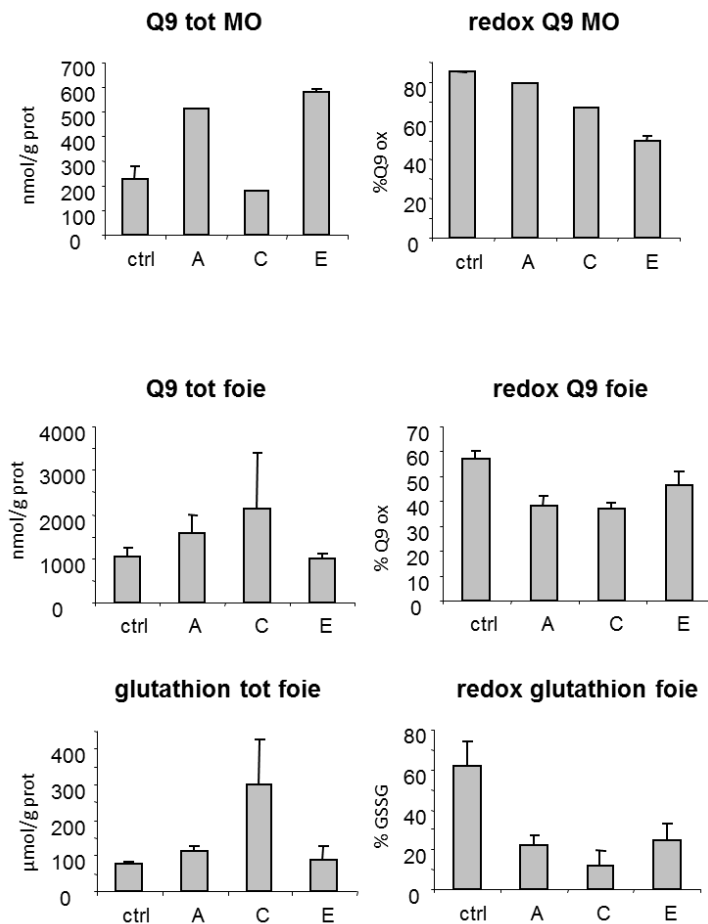 Q9 tot MO
700
600
500
400
300
200
100
0
nmol/g prot
ctrl A C E
redox Q9 MO
100
80
60
40
20
0
%Q9 ox
ctrl A C E
Q9 tot foie
4000
3000
2000
1000
0
nmol/g prot
ctrl A C E
redox Q9 foie
70
60
50
40
30
20
10
0
% Q9 ox
ctrl A C E
glutathion tot foie
400
300
200
100
0
µmol/g prot
ctrl A C E
redox glutathion foie
80
60
40
20
0
% GSSG
ctrl A C E